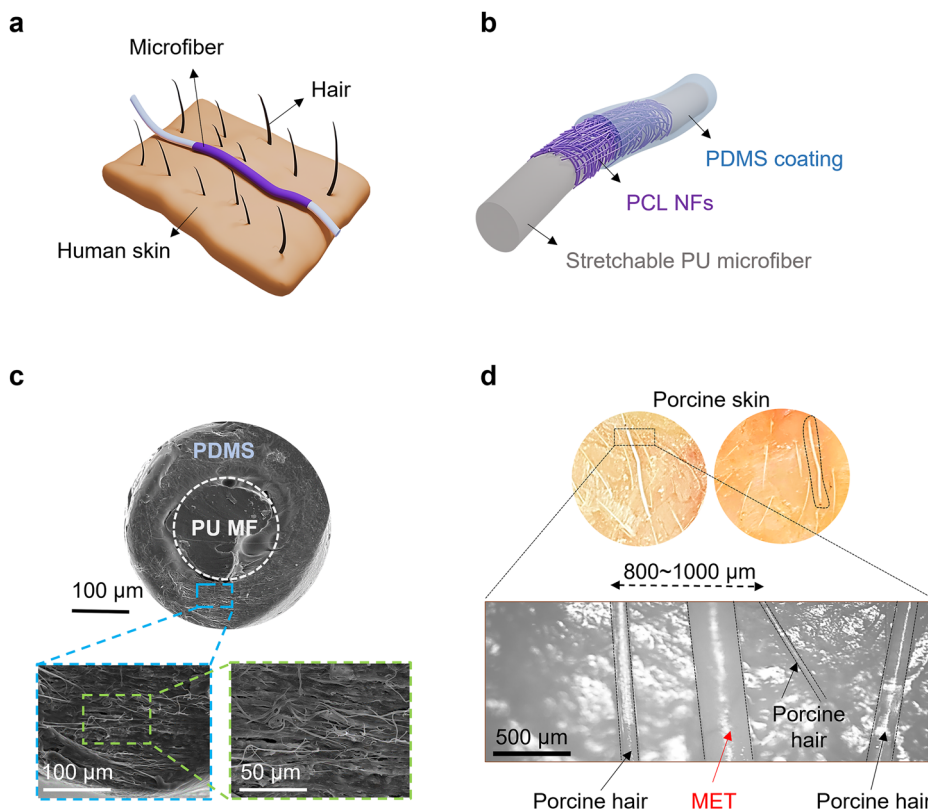 a
Microfiber
Hair
Human skin
b
PDMS coating
PCL NFs
Stretchable PU microfiber
c
PDMS
PU MF
100 µm
100 µm
50 µm
d
Porcine skin
800~1000 µm
Porcine
hair
500 µm
Porcine hair
MET
Porcine hair